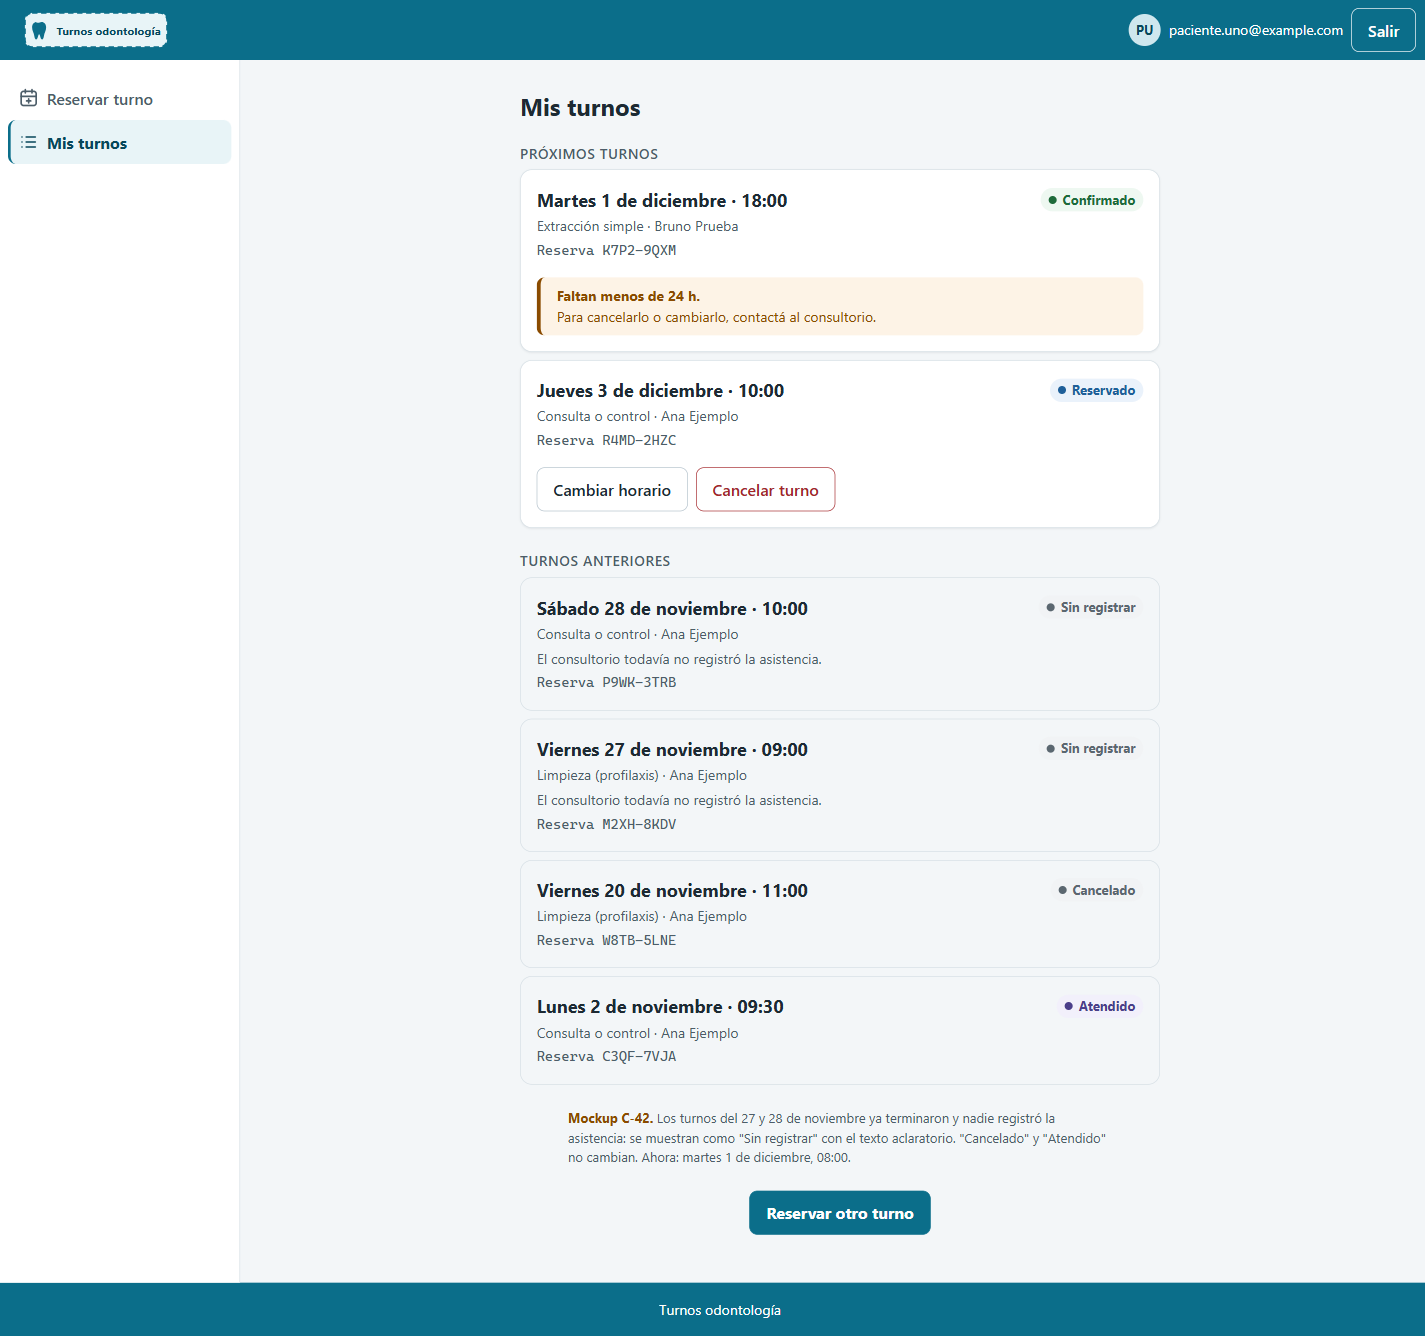 Turnos odontología
PU
paciente.uno@example.com
Salir
Reservar turno
Mis turnos
Mis turnos
PRÓXIMOS TURNOS
Martes 1 de diciembre · 18:00
Confirmado
Extracción simple · Bruno Prueba
Reserva K7P2-9QXM
Faltan menos de 24 h.
Para cancelarlo o cambiarlo, contactá al consultorio.
Jueves 3 de diciembre · 10:00
Reservado
Consulta o control · Ana Ejemplo
Reserva R4MD-2HZC
Cambiar horario
Cancelar turno
TURNOS ANTERIORES
Sábado 28 de noviembre · 10:00
Sin registrar
Consulta o control · Ana Ejemplo
El consultorio todavía no registró la asistencia.
Reserva P9WK-3TRB
Viernes 27 de noviembre · 09:00
Sin registrar
Limpieza (profilaxis) · Ana Ejemplo
El consultorio todavía no registró la asistencia.
Reserva M2XH-8KDV
Viernes 20 de noviembre · 11:00
Cancelado
Limpieza (profilaxis) · Ana Ejemplo
Reserva W8TB-5LNE
Lunes 2 de noviembre · 09:30
Atendido
Consulta o control · Ana Ejemplo
Reserva C3QF-7VJA
Mockup C-42. Los turnos del 27 y 28 de noviembre ya terminaron y nadie registró la
asistencia: se muestran como "Sin registrar" con el texto aclaratorio. "Cancelado" y "Atendido"
no cambian. Ahora: martes 1 de diciembre, 08:00.
Reservar otro turno
Turnos odontología